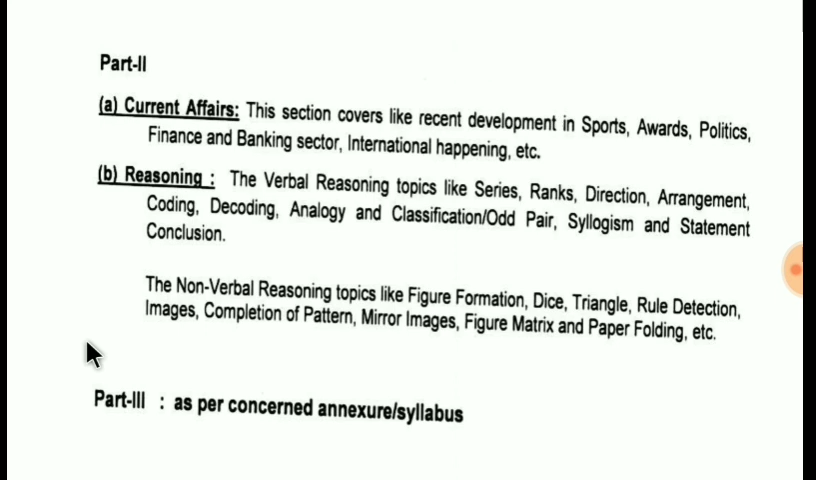 Part-II
(a) Current Affairs: This section covers like recent development in Sports, Awards, Politics,
Finance and Banking sector, International happening, etc.
(b) Reasoning : The Verbal Reasoning topics like Series, Ranks, Direction, Arrangement,
Coding, Decoding, Analogy and Classification/Odd Pair, Syllogism and Statement
Conclusion.
The Non-Verbal Reasoning topics like Figure Formation, Dice, Triangle, Rule Detection,
Images, Completion of Pattern, Mirror Images, Figure Matrix and Paper Folding, etc.
Part-III : as per concerned annexure/syllabus